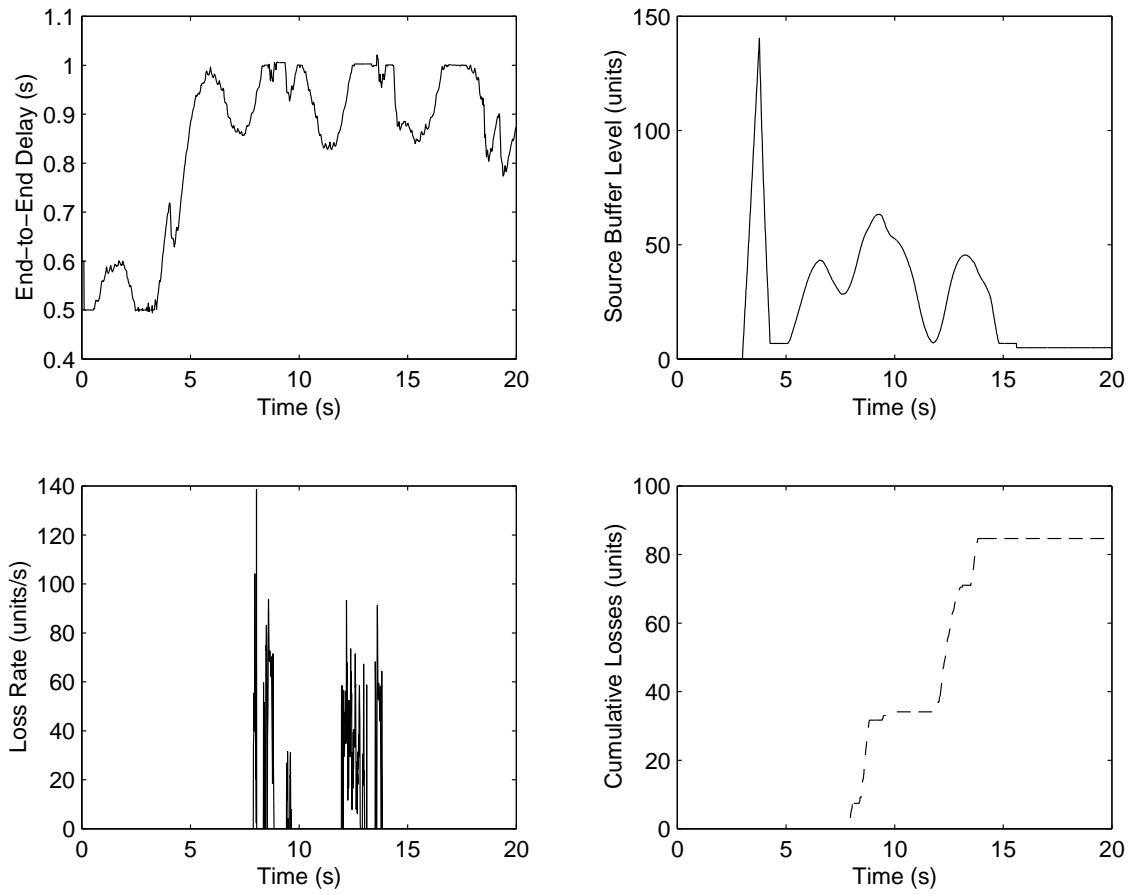 1.1
1
0.9
0.8
0.7
0.6
0.5
0.4
End−to−End Delay (s)
0 5 10 15 20
Time (s)
150
100
50
0
Source Buffer Level (units)
0 5 10 15 20
Time (s)
140
120
100
80
60
40
20
0
Loss Rate (units/s)
0 5 10 15 20
Time (s)
100
80
60
40
20
0
Cumulative Losses (units)
0 5 10 15 20
Time (s)